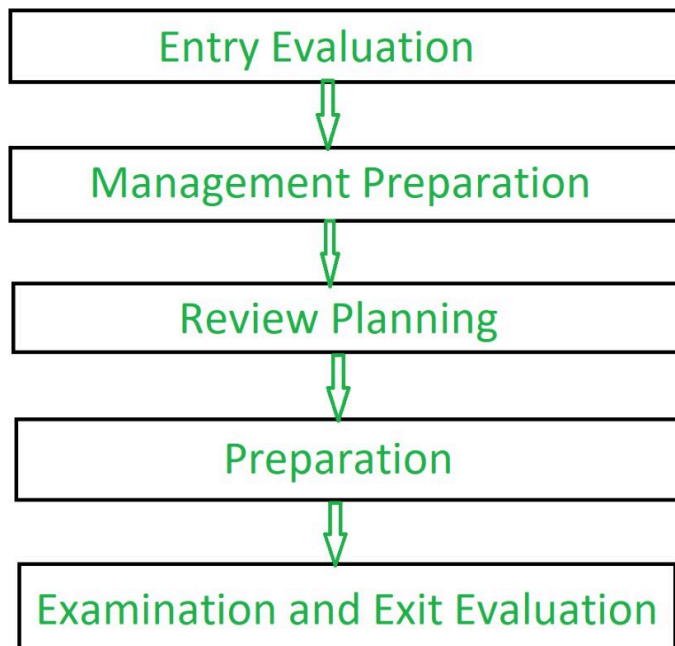 Entry Evaluation
Management Preparation
Review Planning
Preparation
Examination and Exit Evaluation